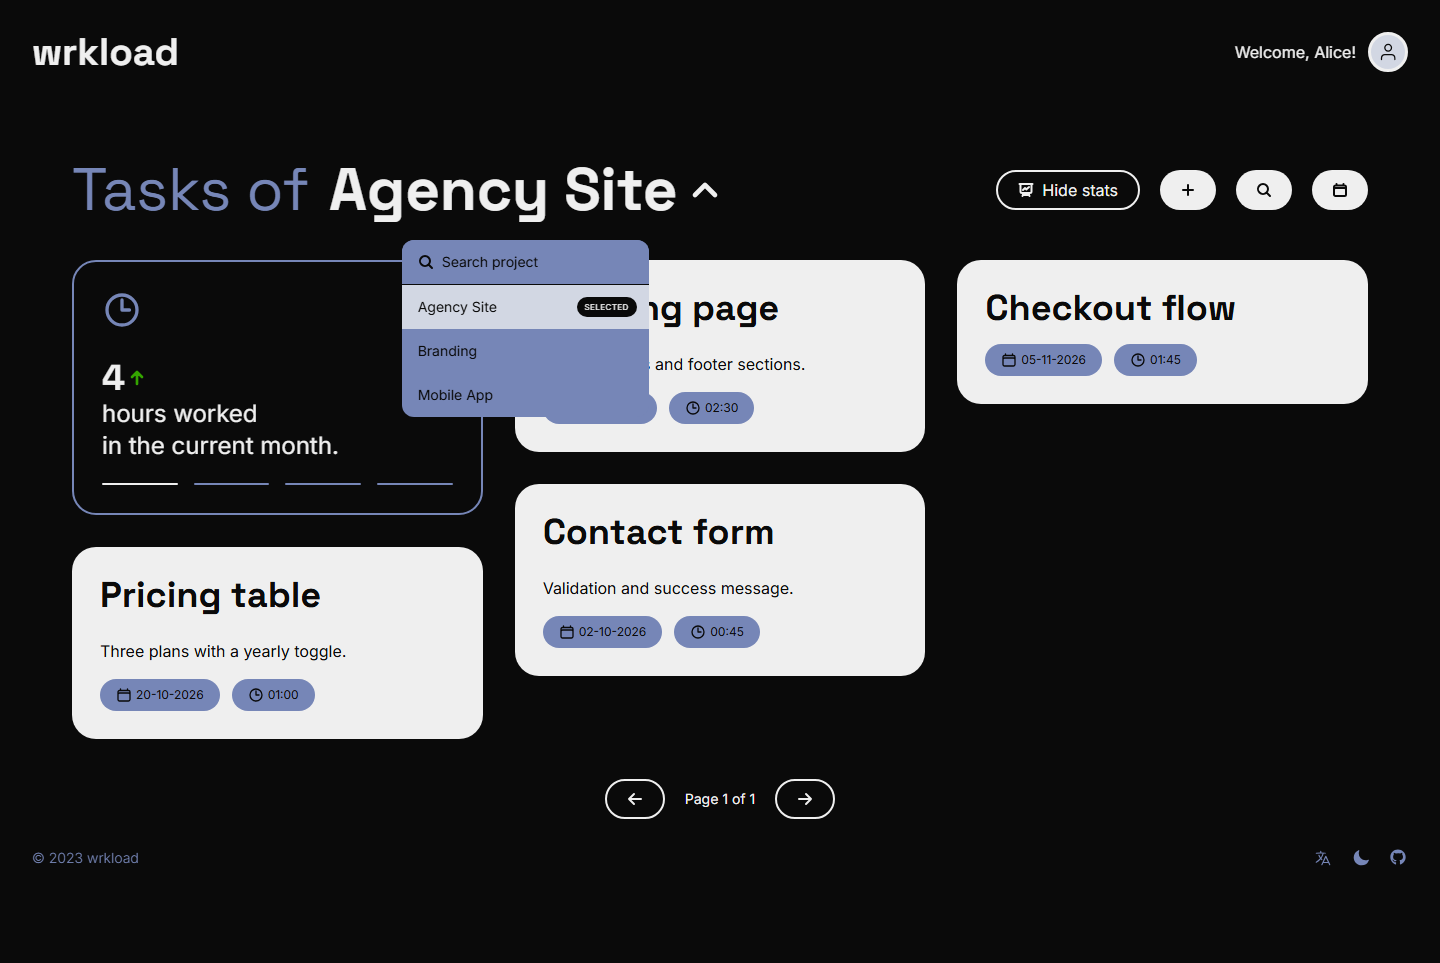 wrkload
Welcome, Alice!
Tasks of Agency Site
Hide stats
Search project
Agency Site
SELECTED
Branding
Mobile App
4
hours worked
in the current month.
page
and footer sections.
02:30
Checkout flow
05-11-2026
01:45
Contact form
Validation and success message.
02-10-2026
00:45
Pricing table
Three plans with a yearly toggle.
20-10-2026
01:00
Page 1 of 1
© 2023 wrkload